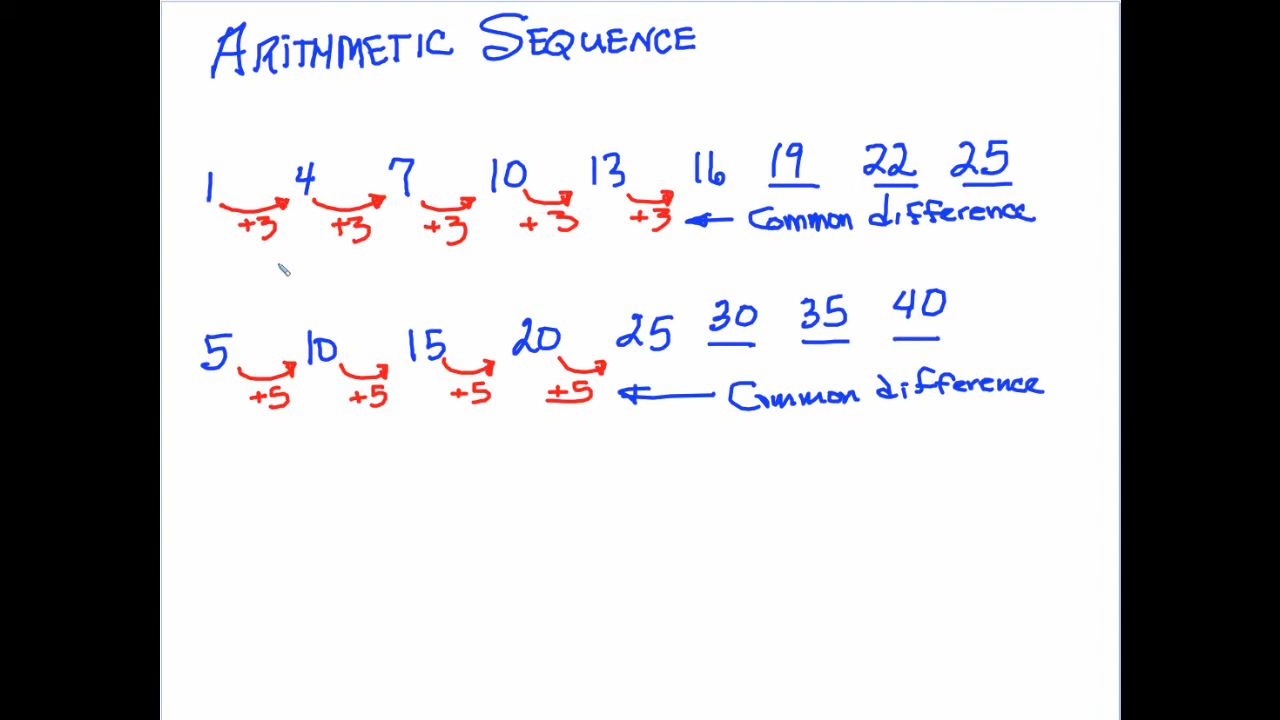 ARITHMETIC SEQUENCE
1 4 7 10 13 16 19 22 25
+3 +3 +3 +3 +3 Common difference
5 10 15 20 25 30 35 40
+5 +5 +5 +5 Common difference